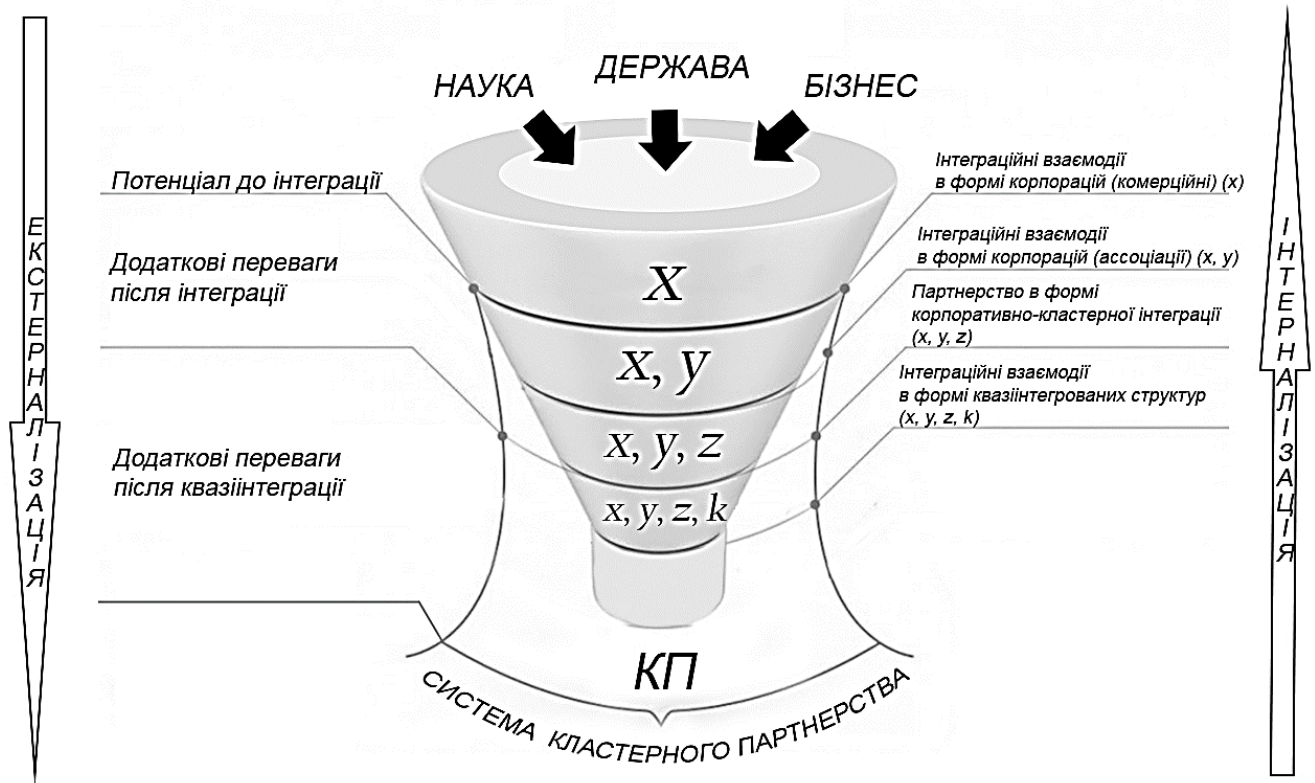 НАУКА
ДЕРЖАВА
БІЗНЕС
ЕКСТЕРНАЛІЗАЦІЯ
Потенціал до інтеграції
Додаткові переваги
після інтеграції
Додаткові переваги
після квазіінтеграції
x
x, y
x, y, z
x, y, z, k
Інтеграційні взаємодії
в формі корпорацій (комерційні) (x)
Інтеграційні взаємодії
в формі корпорацій (ассоціації) (x, y)
Партнерство в формі
корпоративно-кластерної інтеграції
(x, y, z)
Інтеграційні взаємодії
в формі квазіінтегрованих структур
(x, y, z, k)
ІНТЕРНАЛІЗАЦІЯ
КП
СИСТЕМА КЛАСТЕРНОГО ПАРТНЕРСТВА